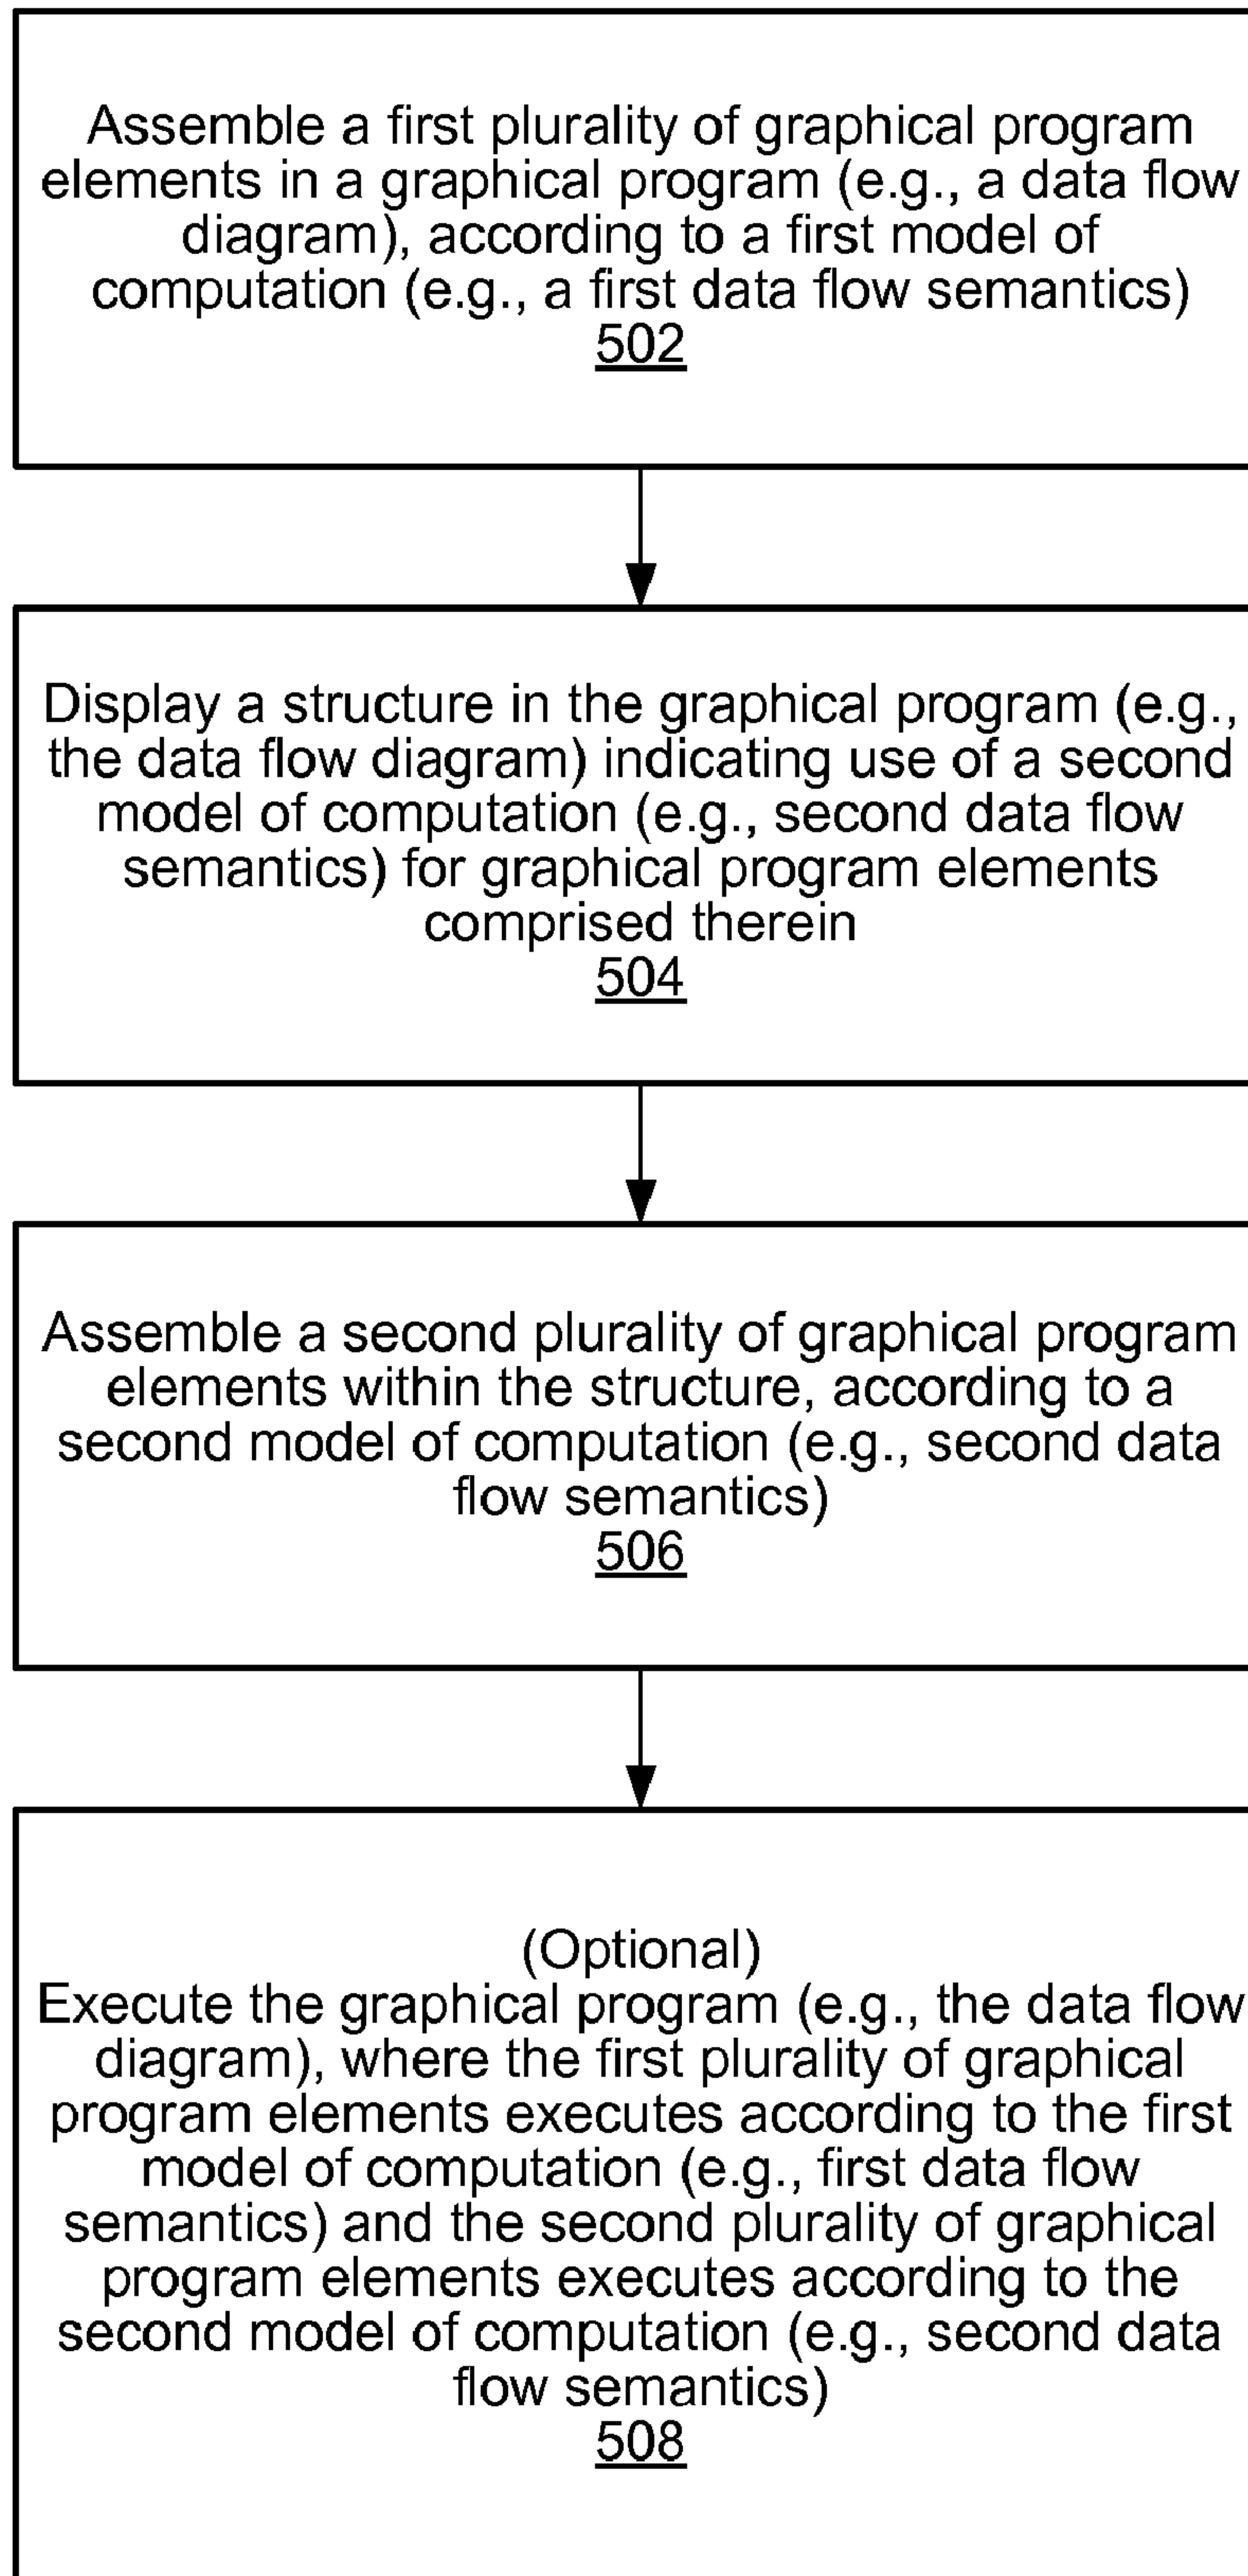 Assemble a first plurality of graphical program
elements in a graphical program (e.g., a data flow
diagram), according to a first model of
computation (e.g., a first data flow semantics)
502
Display a structure in the graphical program (e.g.,
the data flow diagram) indicating use of a second
model of computation (e.g., second data flow
semantics) for graphical program elements
comprised therein
504
Assemble a second plurality of graphical program
elements within the structure, according to a
second model of computation (e.g., second data
flow semantics)
506
(Optional)
Execute the graphical program (e.g., the data flow
diagram), where the first plurality of graphical
program elements executes according to the first
model of computation (e.g., first data flow
semantics) and the second plurality of graphical
program elements executes according to the
second model of computation (e.g., second data
flow semantics)
508